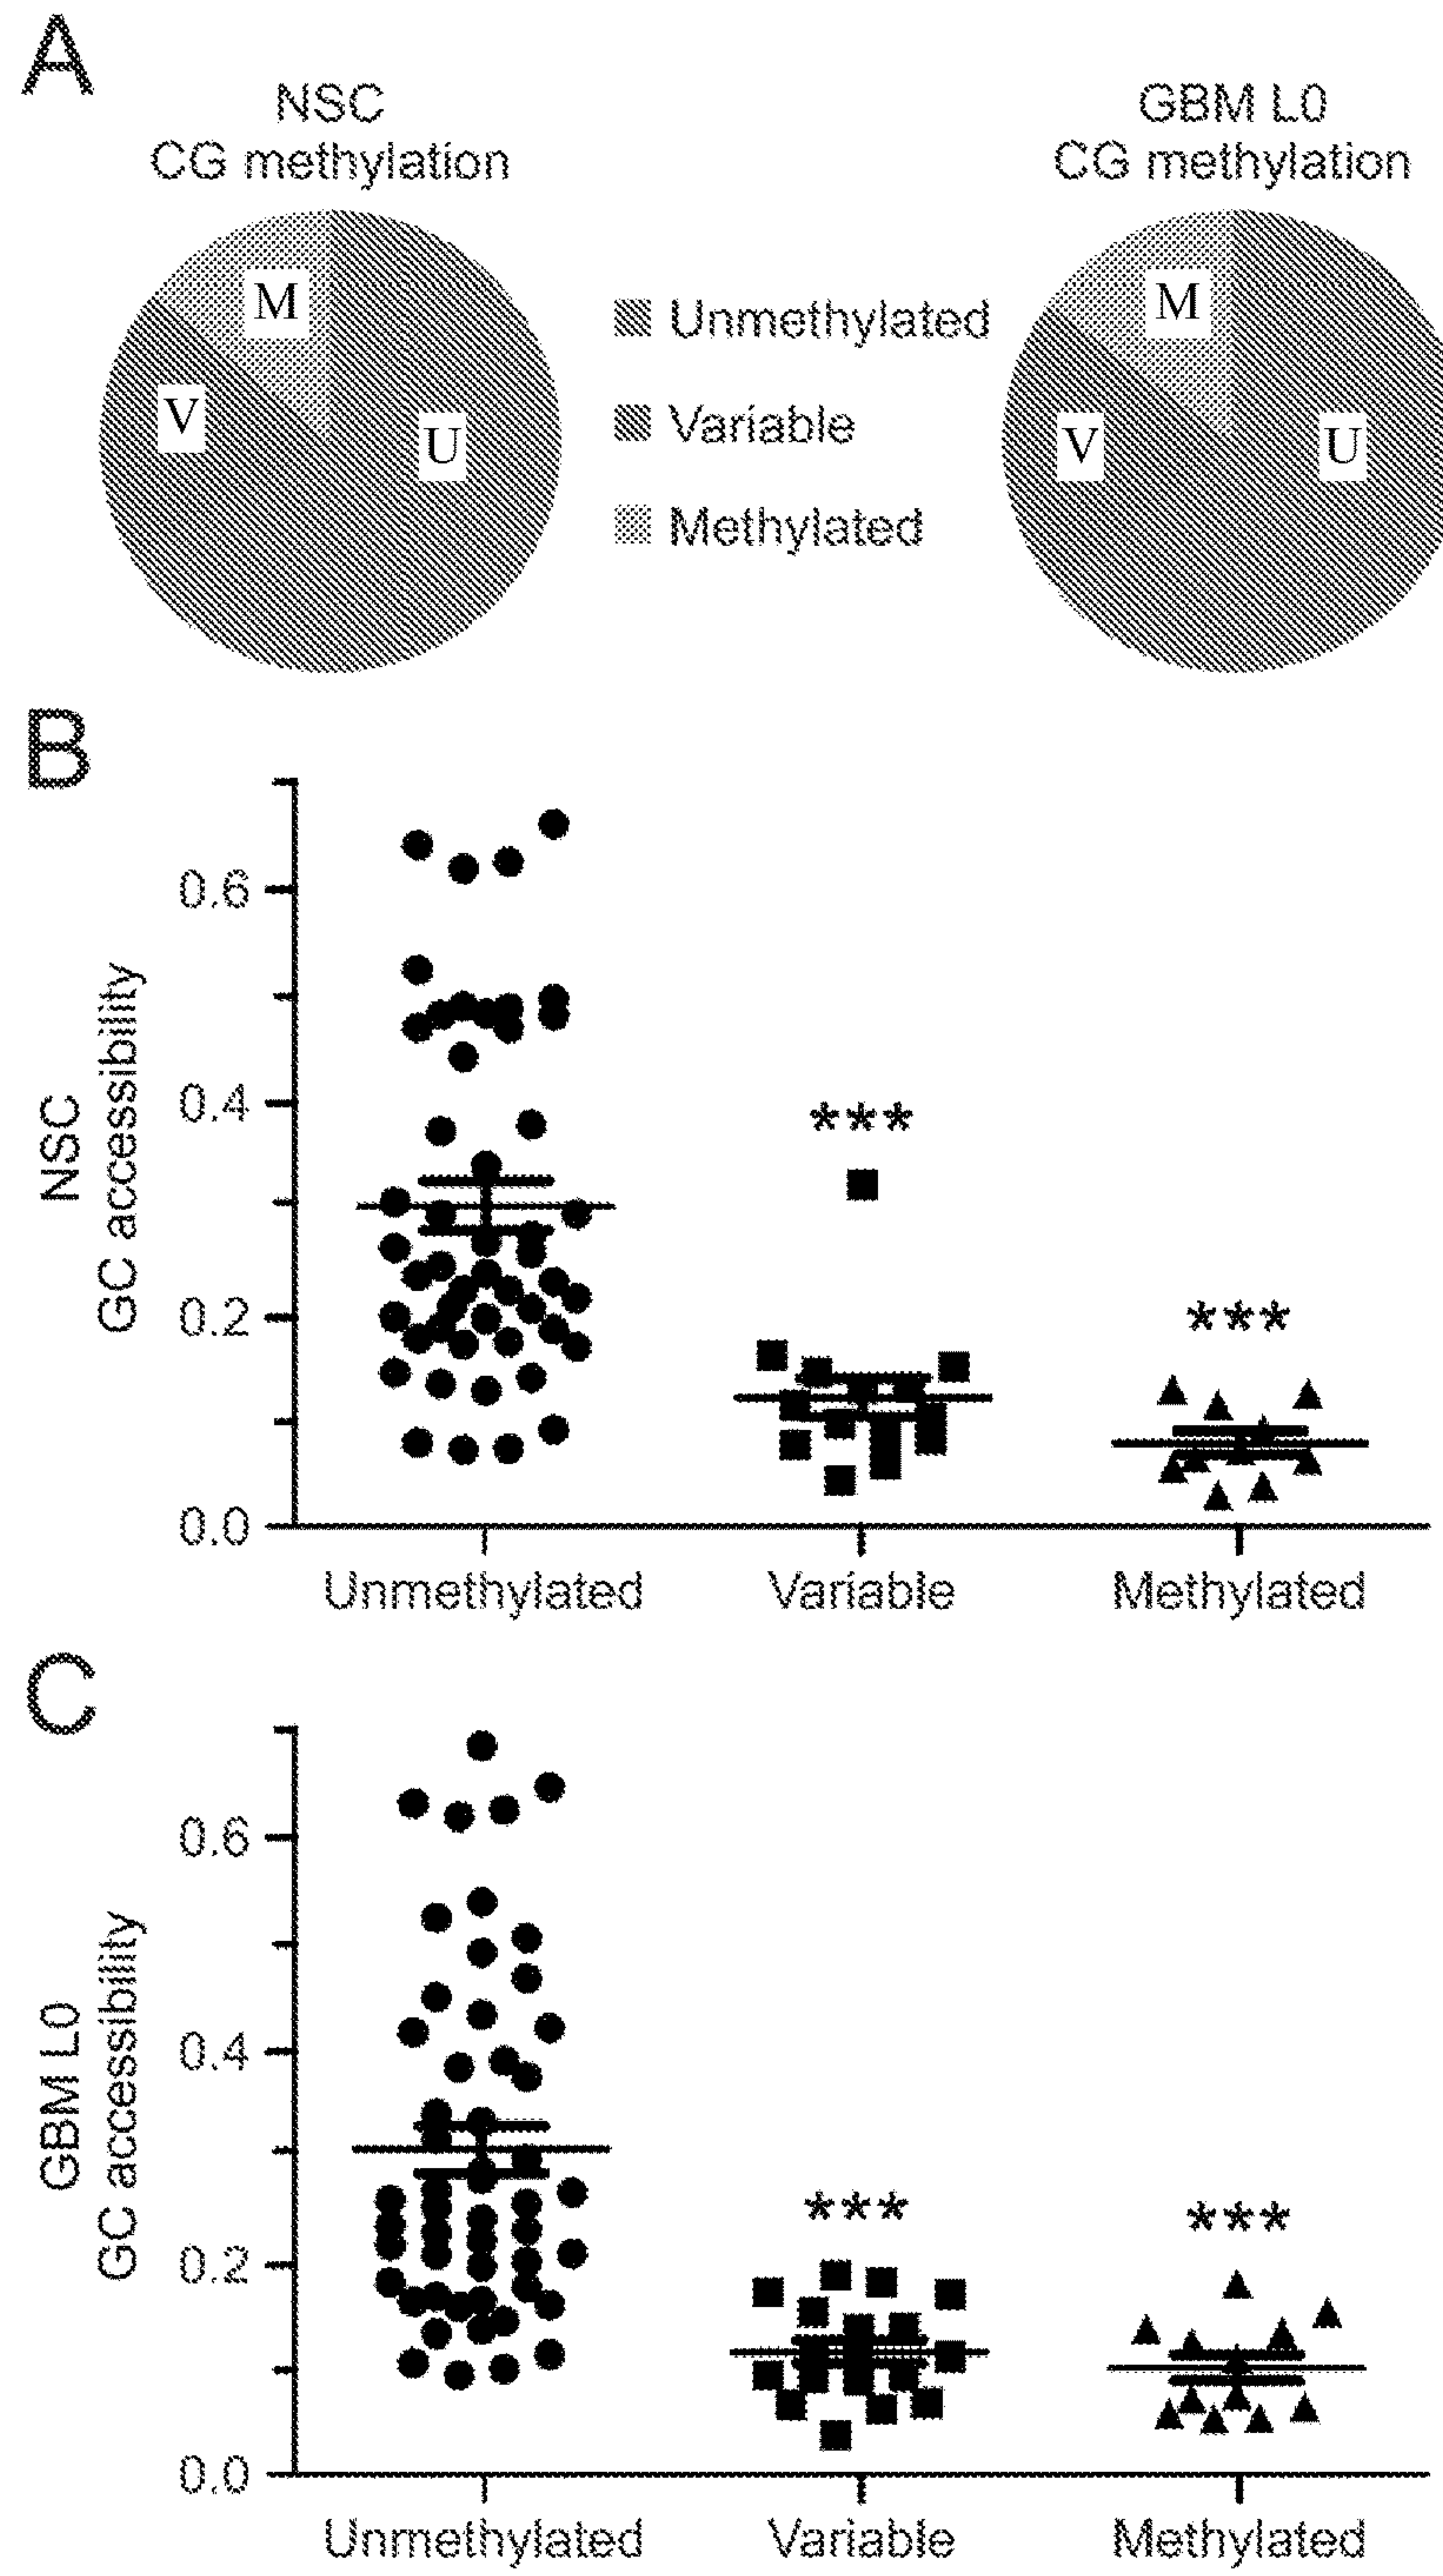 A
NSC
CG methylation
GBM L0
CG methylation
M
V
U
Unmethylated
Variable
Methylated
M
V
U
B
NSC
GC accessibility
0.6
0.4
0.2
0.0
***
***
Unmethylated
Variable
Methylated
C
GBM L0
GC accessibility
0.6
0.4
0.2
0.0
***
***
Unmethylated
Variable
Methylated